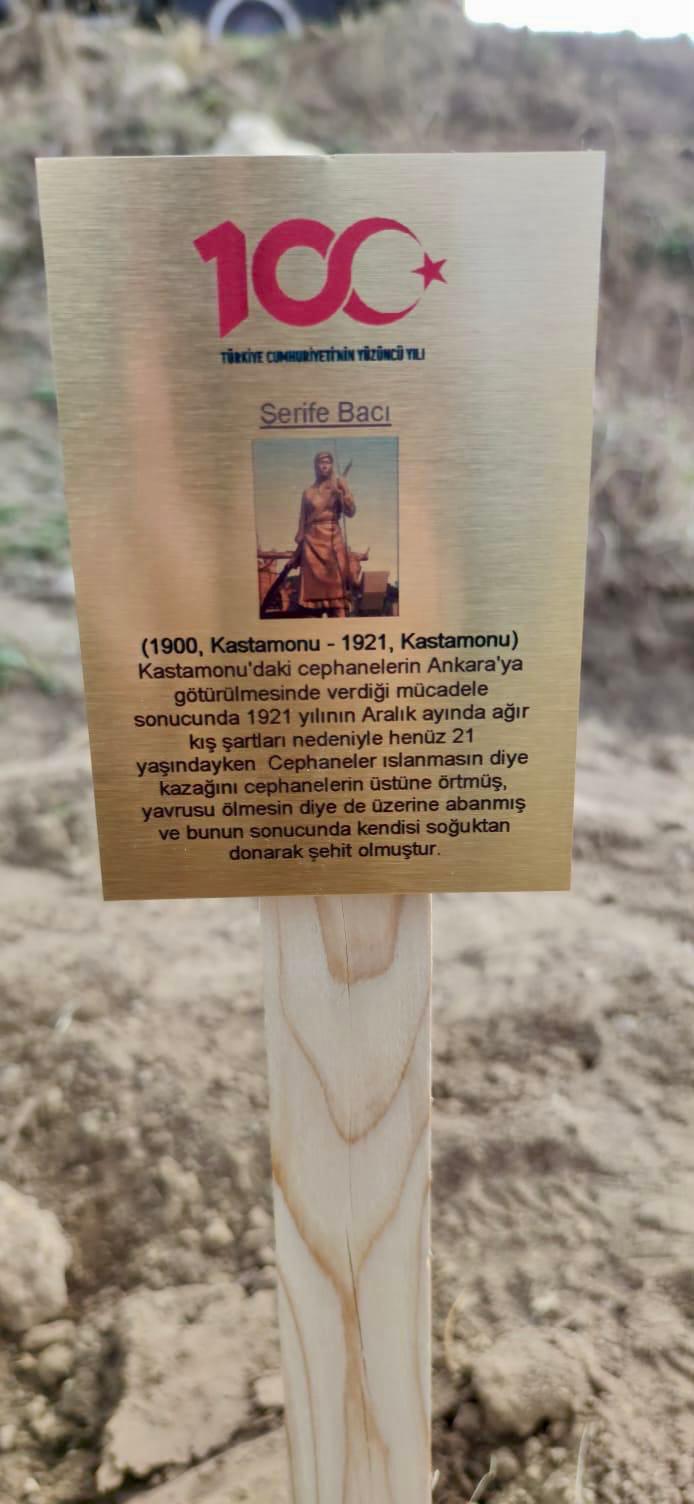 100
TÜRKİYE CUMHURİYETİ'NİN YÜZÜNCÜ YILI
Şerife Bacı
(1900, Kastamonu - 1921, Kastamonu)
Kastamonu'daki cephanelerin Ankara'ya
götürülmesinde verdiği mücadele
sonucunda 1921 yılının Aralık ayında ağır
kış şartları nedeniyle henüz 21
yaşındayken Cephaneler ıslanmasın diye
kazağını cephanelerin üstüne örtmüş,
yavrusu ölmesin diye de üzerine abanmış
ve bunun sonucunda kendisi soğuktan
donarak şehit olmuştur.